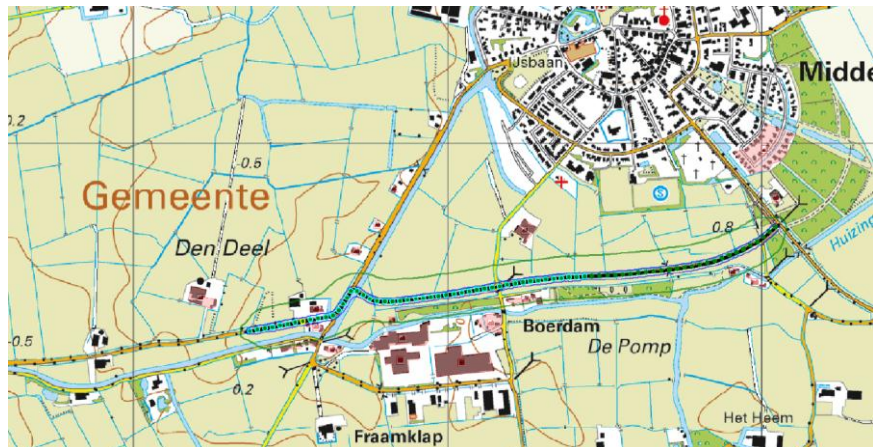 IJsbaan
Midde
0.2
-0.5
Gemeente
S
Den Deel
0.8
Huizing
-0.5
Boerdam
De Pomp
0.2
Het Heem
Fraamklap